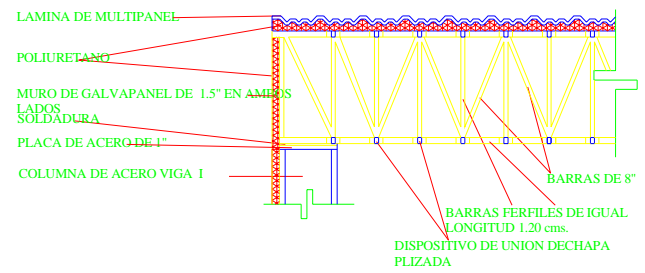 LAMINA DE MULTIPANEL
POLIURETANO
MURO DE GALVAPANEL DE 1.5" EN AMBOS
LADOS
SOLDADURA
PLACA DE ACERO DE 1"
COLUMNA DE ACERO VIGA I
BARRAS DE 8"
BARRAS FERFILES DE IGUAL
LONGITUD 1.20 cms.
DISPOSITIVO DE UNION DECHAPA
PLIZADA